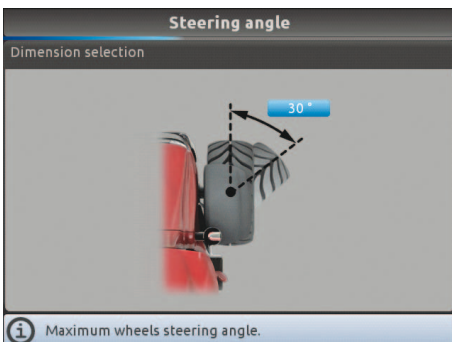 Steering angle
Dimension selection
30 °
Maximum wheels steering angle.